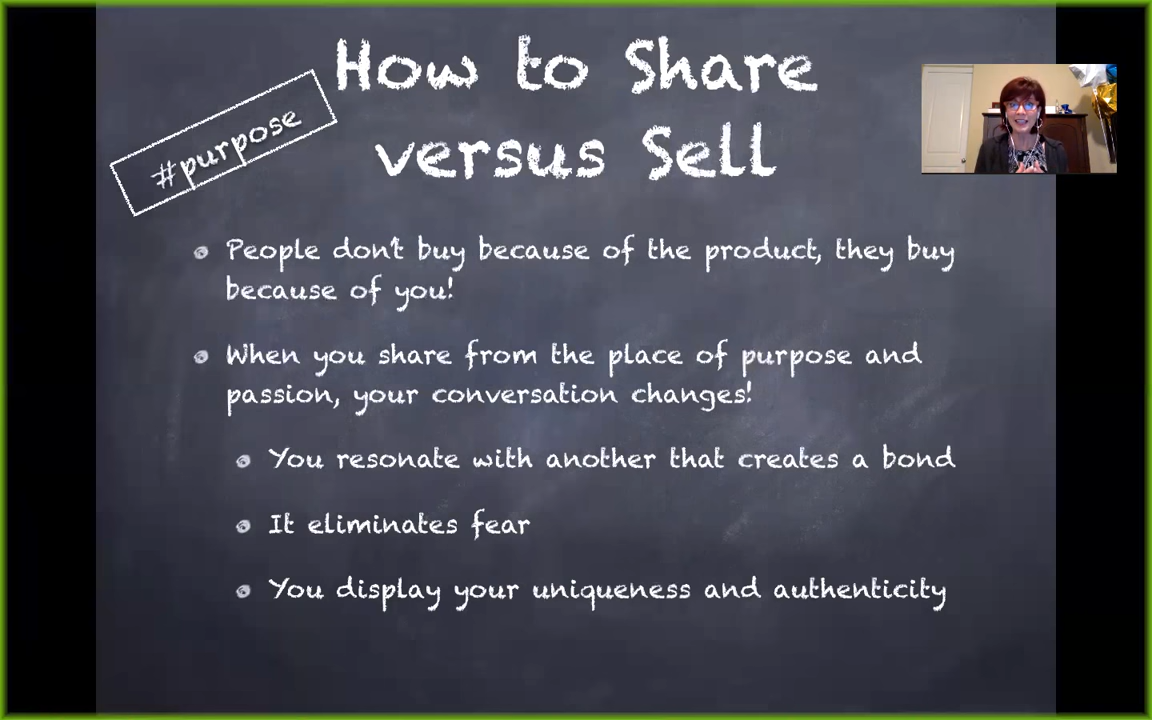 How to Share
versus Sell
#purpose
People don't buy because of the product, they buy
because of you!
When you share from the place of purpose and
passion, your conversation changes!
You resonate with another that creates a bond
It eliminates fear
You display your uniqueness and authenticity